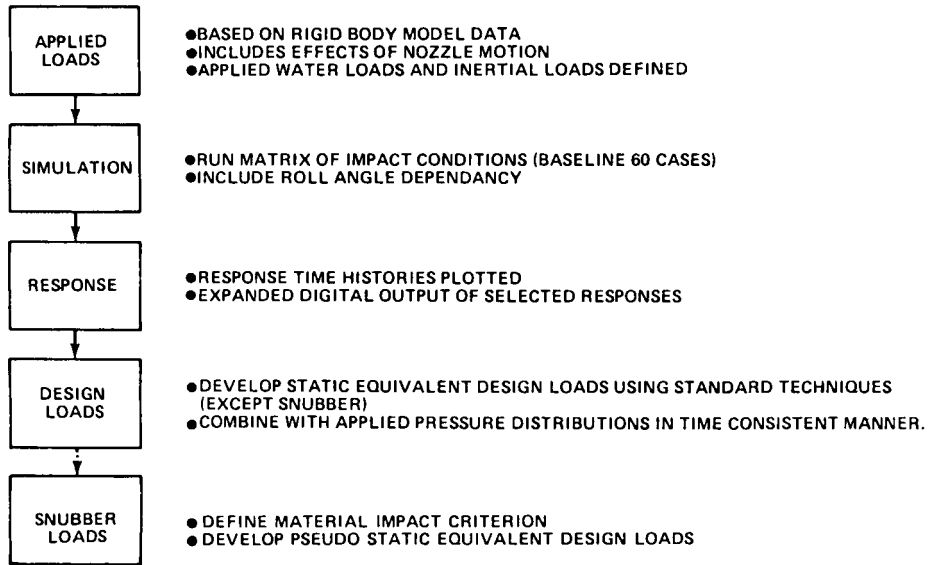 APPLIED
LOADS
●BASED ON RIGID BODY MODEL DATA
●INCLUDES EFFECTS OF NOZZLE MOTION
●APPLIED WATER LOADS AND INERTIAL LOADS DEFINED
SIMULATION
●RUN MATRIX OF IMPACT CONDITIONS (BASELINE 60 CASES)
●INCLUDE ROLL ANGLE DEPENDANCY
RESPONSE
●RESPONSE TIME HISTORIES PLOTTED
●EXPANDED DIGITAL OUTPUT OF SELECTED RESPONSES
DESIGN
LOADS
●DEVELOP STATIC EQUIVALENT DESIGN LOADS USING STANDARD TECHNIQUES
(EXCEPT SNUBBER)
●COMBINE WITH APPLIED PRESSURE DISTRIBUTIONS IN TIME CONSISTENT MANNER.
SNUBBER
LOADS
● DEFINE MATERIAL IMPACT CRITERION
● DEVELOP PSEUDO STATIC EQUIVALENT DESIGN LOADS